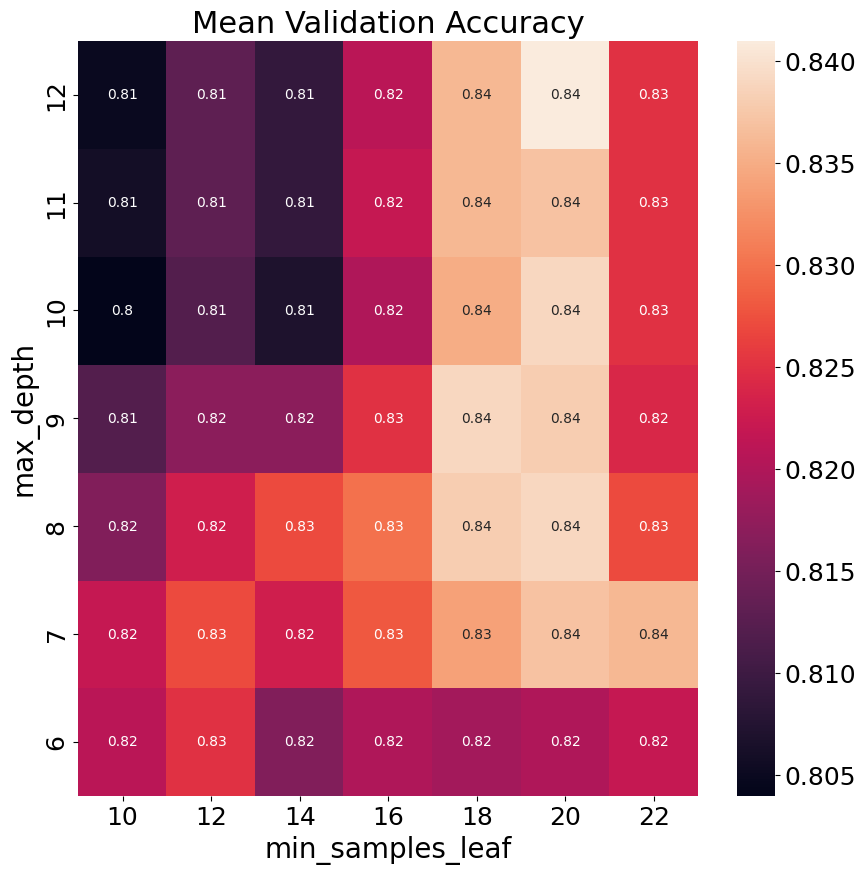 Mean Validation Accuracy
12 0.81 0.81 0.81 0.82 0.84 0.84 0.83
11 0.81 0.81 0.81 0.82 0.84 0.84 0.83
10 0.8 0.81 0.81 0.82 0.84 0.84 0.83
9 0.81 0.82 0.82 0.83 0.84 0.84 0.82
8 0.82 0.82 0.83 0.83 0.84 0.84 0.83
7 0.82 0.83 0.82 0.83 0.83 0.84 0.84
6 0.82 0.83 0.82 0.82 0.82 0.82 0.82
10 12 14 16 18 20 22
min_samples_leaf
max_depth
0.840
0.835
0.830
0.825
0.820
0.815
0.810
0.805